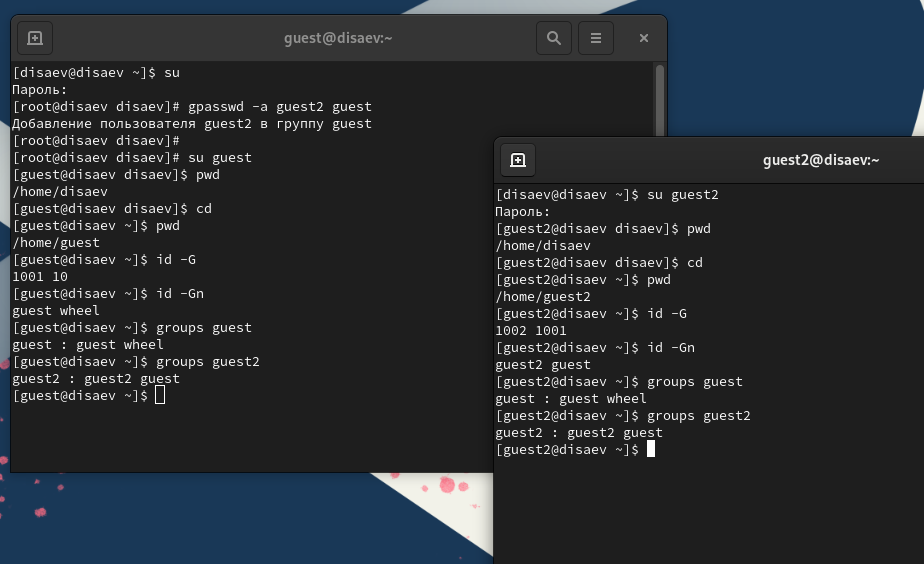 guest@disaev:~
[disaev@disaev ~]$ su
Пароль:
[root@disaev disaev]# gpasswd -a guest2 guest
Добавление пользователя guest2 в группу guest
[root@disaev disaev]#
[root@disaev disaev]# su guest
[guest@disaev disaev]$ pwd
/home/disaev
[guest@disaev disaev]$ cd
[guest@disaev ~]$ pwd
/home/guest
[guest@disaev ~]$ id -G
1001 10
[guest@disaev ~]$ id -Gn
guest wheel
[guest@disaev ~]$ groups guest
guest : guest wheel
[guest@disaev ~]$ groups guest2
guest2 : guest2 guest
[guest@disaev ~]$
guest2@disaev:~
[disaev@disaev ~]$ su guest2
Пароль:
[guest2@disaev disaev]$ pwd
/home/disaev
[guest2@disaev disaev]$ cd
[guest2@disaev ~]$ pwd
/home/guest2
[guest2@disaev ~]$ id -G
1002 1001
[guest2@disaev ~]$ id -Gn
guest2 guest
[guest2@disaev ~]$ groups guest
guest : guest wheel
[guest2@disaev ~]$ groups guest2
guest2 : guest2 guest
[guest2@disaev ~]$